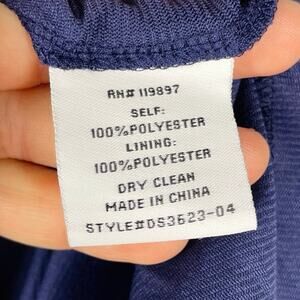 RN# 119897
SELF:
100%POLYESTER
LINING:
100%POLYESTER
DRY CLEAN
MADE IN CHINA
STYLE#DS3623-04